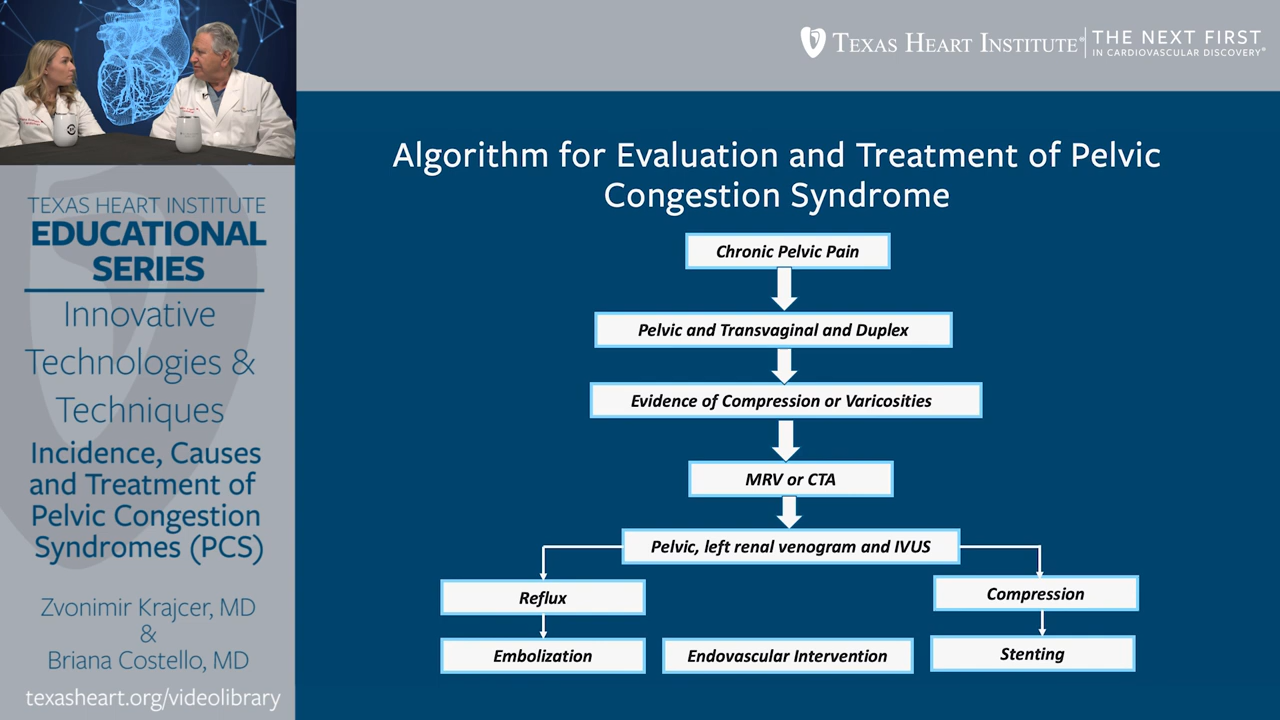 TEXAS HEART INSTITUTE®
THE NEXT FIRST
IN CARDIOVASCULAR DISCOVERY®
TEXAS HEART INSTITUTE
EDUCATIONAL
SERIES
Innovative
Technologies &
Techniques
Incidence, Causes
and Treatment of
Pelvic Congestion
Syndromes (PCS)
Zvonimir Krajcer, MD
&
Briana Costello, MD
texasheart.org/videolibrary
Algorithm for Evaluation and Treatment of Pelvic
Congestion Syndrome
Chronic Pelvic Pain
Pelvic and Transvaginal and Duplex
Evidence of Compression or Varicosities
MRV or CTA
Pelvic, left renal venogram and IVUS
Reflux
Compression
Embolization
Endovascular Intervention
Stenting